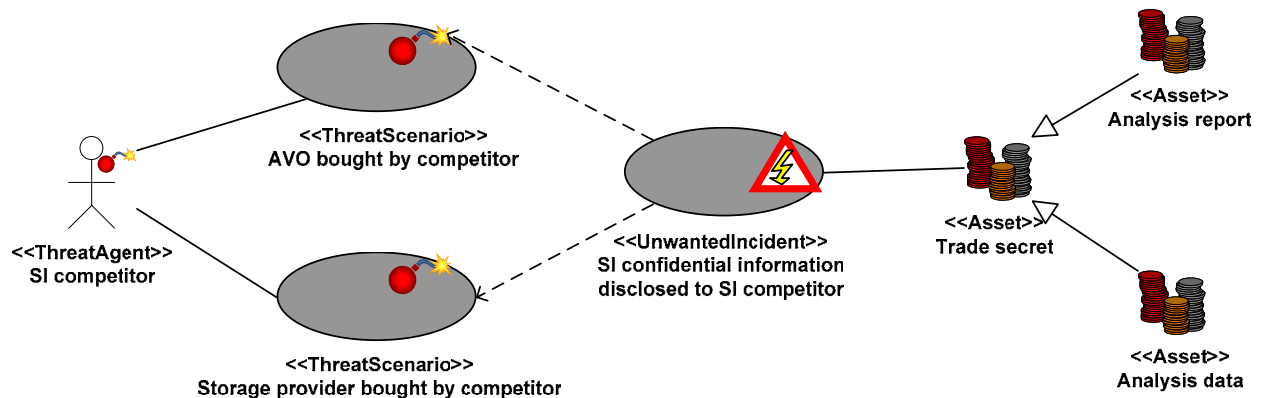 <<ThreatScenario>>
AVO bought by competitor
<<ThreatAgent>>
SI competitor
<<ThreatScenario>>
Storage provider bought by competitor
<<UnwantedIncident>>
SI confidential information
disclosed to SI competitor
<<Asset>>
Trade secret
<<Asset>>
Analysis report
<<Asset>>
Analysis data